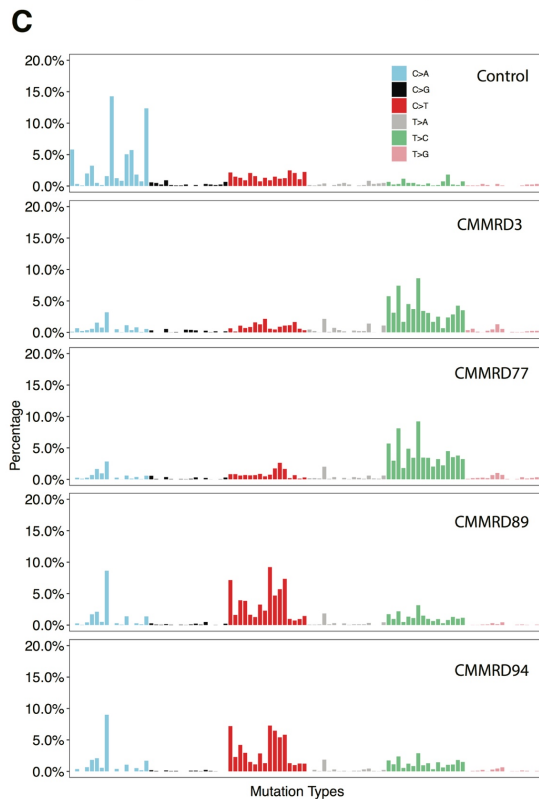 C
20.0%
15.0%
10.0%
5.0%
0.0%
C>A
C>G
C>T
T>A
T>C
T>G
Control
20.0%
15.0%
10.0%
5.0%
0.0%
CMMRD3
20.0%
15.0%
10.0%
5.0%
0.0%
CMMRD77
Percentage
20.0%
15.0%
10.0%
5.0%
0.0%
CMMRD89
20.0%
15.0%
10.0%
5.0%
0.0%
CMMRD94
Mutation Types